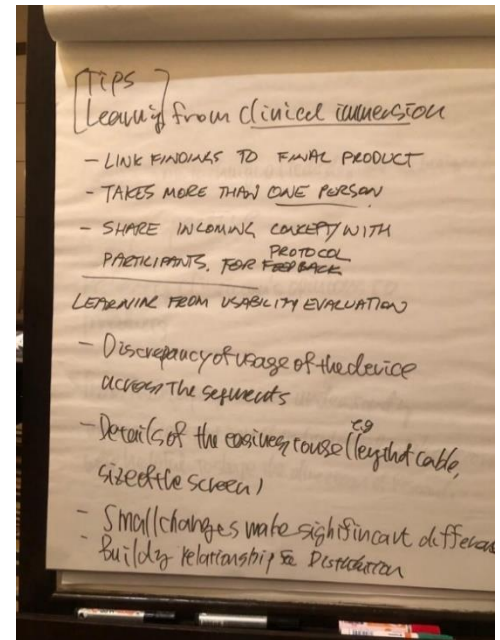 [TIPS]
Learning from clinical immersion
- LINK FINDINGS TO FINAL PRODUCT
- TAKES MORE THAN ONE PERSON
- SHARE INCOMING CONCEPT/WITH
PROTOCOL
PARTICIPANTS. FOR FEEDBACK
LEARNING FROM USABILITY EVALUATION
- Discrepancy of usage of the device
across the segments
- Details of the easiness to use (eg length of cable,
size of the screen)
- Small changes make significant difference
- Building relationship Distribution